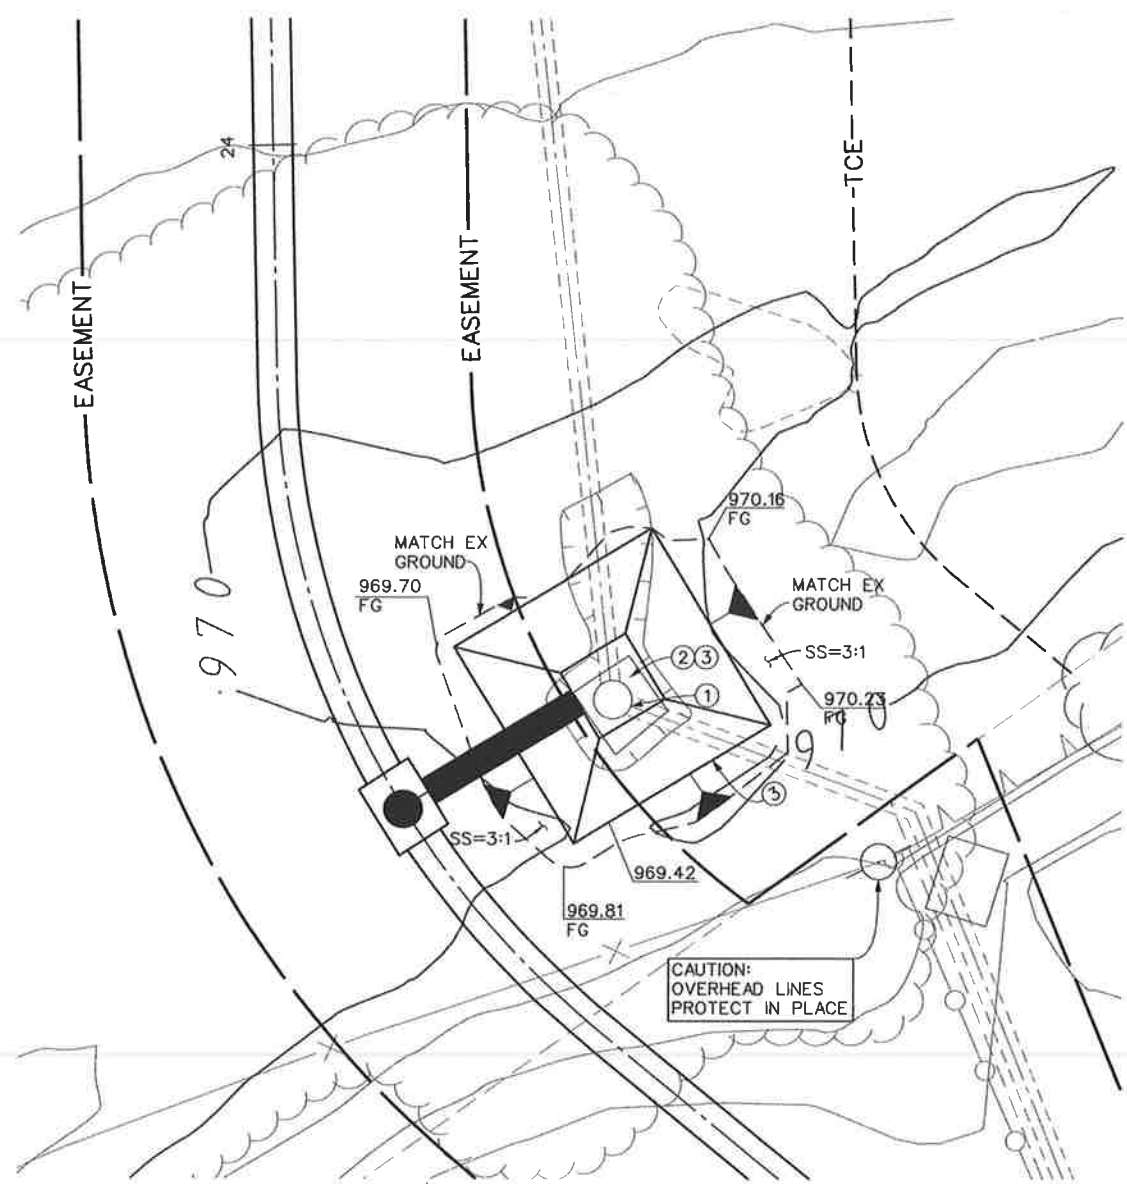 24
TCE
EASEMENT
EASEMENT
970.16
FG
MATCH EX
GROUND
969.70
FG
MATCH EX
GROUND
970
SS=3:1
②③
①
970.23
FG
970
③
SS=3:1
969.42
969.81
FG
CAUTION:
OVERHEAD LINES
PROTECT IN PLACE